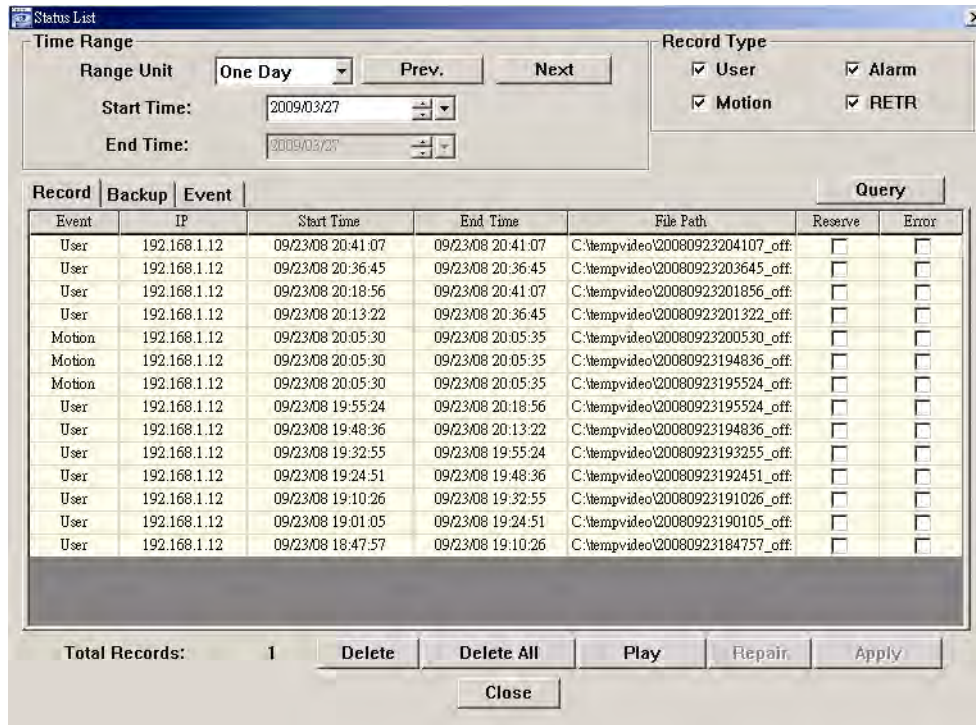 Status List
Time Range
Record Type
Range Unit One Day Prev. Next
User Alarm
Start Time: 2009/03/27
Motion RETR
End Time: 2009/03/27
Record Backup Event Query
Event IP Start Time End Time File Path Reserve Error
User 192.168.1.12 09/23/08 20:41:07 09/23/08 20:41:07 C:\tempvideo\20080923204107_off:
User 192.168.1.12 09/23/08 20:36:45 09/23/08 20:36:45 C:\tempvideo\20080923203645_off:
User 192.168.1.12 09/23/08 20:18:56 09/23/08 20:41:07 C:\tempvideo\20080923201856_off:
User 192.168.1.12 09/23/08 20:13:22 09/23/08 20:36:45 C:\tempvideo\20080923201322_off:
Motion 192.168.1.12 09/23/08 20:05:30 09/23/08 20:05:35 C:\tempvideo\20080923200530_off:
Motion 192.168.1.12 09/23/08 20:05:30 09/23/08 20:05:35 C:\tempvideo\20080923194836_off:
Motion 192.168.1.12 09/23/08 20:05:30 09/23/08 20:05:35 C:\tempvideo\20080923195524_off:
User 192.168.1.12 09/23/08 19:55:24 09/23/08 20:18:56 C:\tempvideo\20080923195524_off:
User 192.168.1.12 09/23/08 19:48:36 09/23/08 20:13:22 C:\tempvideo\20080923194836_off:
User 192.168.1.12 09/23/08 19:32:55 09/23/08 19:55:24 C:\tempvideo\20080923193255_off:
User 192.168.1.12 09/23/08 19:24:51 09/23/08 19:48:36 C:\tempvideo\20080923192451_off:
User 192.168.1.12 09/23/08 19:10:26 09/23/08 19:32:55 C:\tempvideo\20080923191026_off:
User 192.168.1.12 09/23/08 19:01:05 09/23/08 19:24:51 C:\tempvideo\20080923190105_off:
User 192.168.1.12 09/23/08 18:47:57 09/23/08 19:10:26 C:\tempvideo\20080923184757_off:
Total Records: 1 Delete Delete All Play Repair Apply
Close